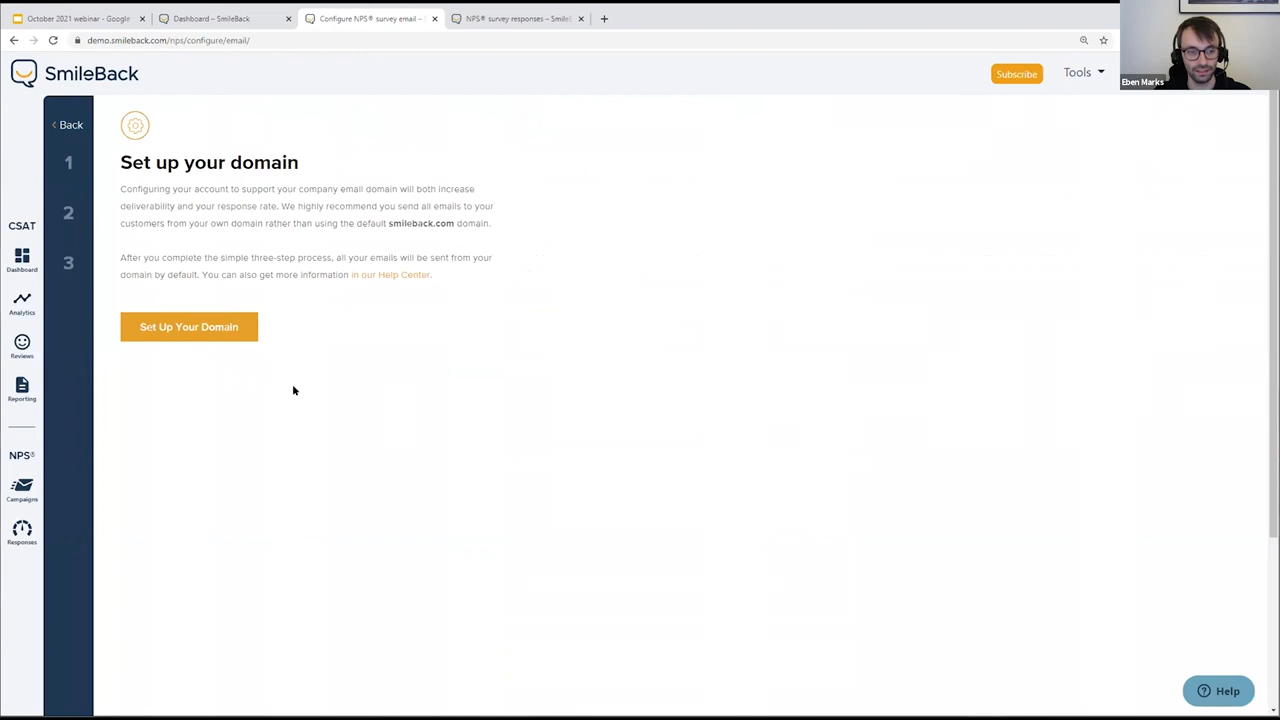 October 2021 webinar - Google
Dashboard – SmileBack
Configure NPS® survey email –
NPS® survey responses – Smile
demo.smileback.com/nps/configure/email/
SmileBack
Subscribe
Tools
Eben Marks
Back
1
2
3
CSAT
Dashboard
Analytics
Reviews
Reporting
NPS®
Campaigns
Responses
Set up your domain
Configuring your account to support your company email domain will both increase
deliverability and your response rate. We highly recommend you send all emails to your
customers from your own domain rather than using the default smileback.com domain.
After you complete the simple three-step process, all your emails will be sent from your
domain by default. You can also get more information in our Help Center.
Set Up Your Domain
Help